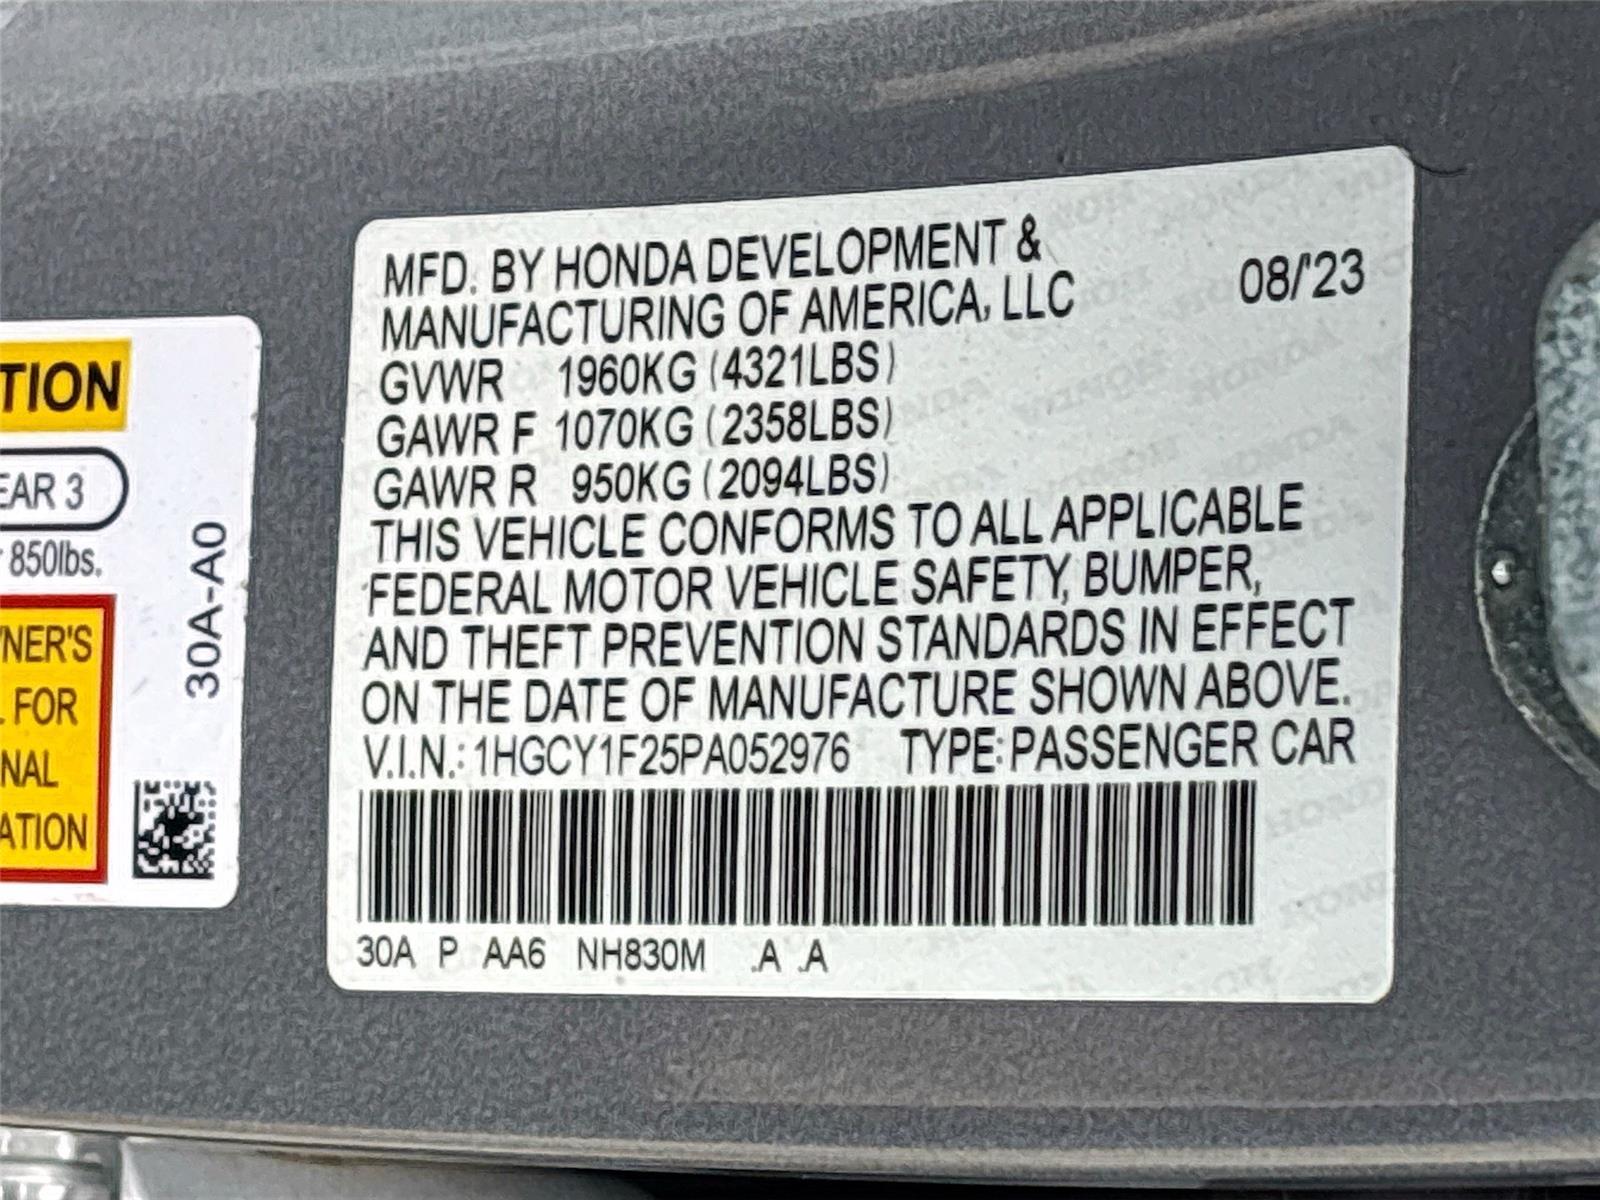 TION
EAR 3
850lbs.
NER'S
FOR
NAL
ATION
30A-A0
MFD. BY HONDA DEVELOPMENT &
MANUFACTURING OF AMERICA, LLC
08/'23
GVWR 1960KG (4321LBS)
GAWR F 1070KG (2358LBS)
GAWR R 950KG (2094LBS)
THIS VEHICLE CONFORMS TO ALL APPLICABLE
FEDERAL MOTOR VEHICLE SAFETY, BUMPER,
AND THEFT PREVENTION STANDARDS IN EFFECT
ON THE DATE OF MANUFACTURE SHOWN ABOVE.
V.I.N.: 1HGCY1F25PA052976 TYPE: PASSENGER CAR
30A P AA6 NH830M .A .A